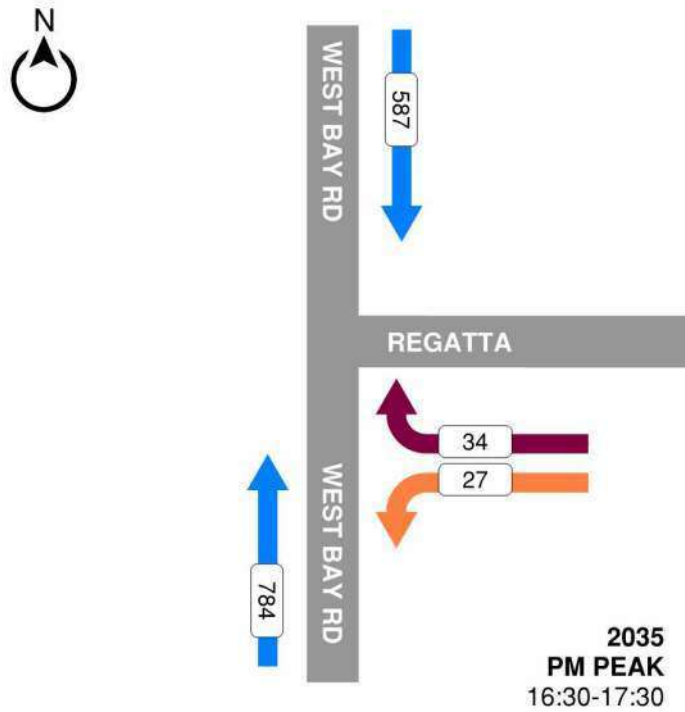 N
WEST BAY RD
587
REGATTA
34
27
WEST BAY RD
784
2035
PM PEAK
16:30-17:30